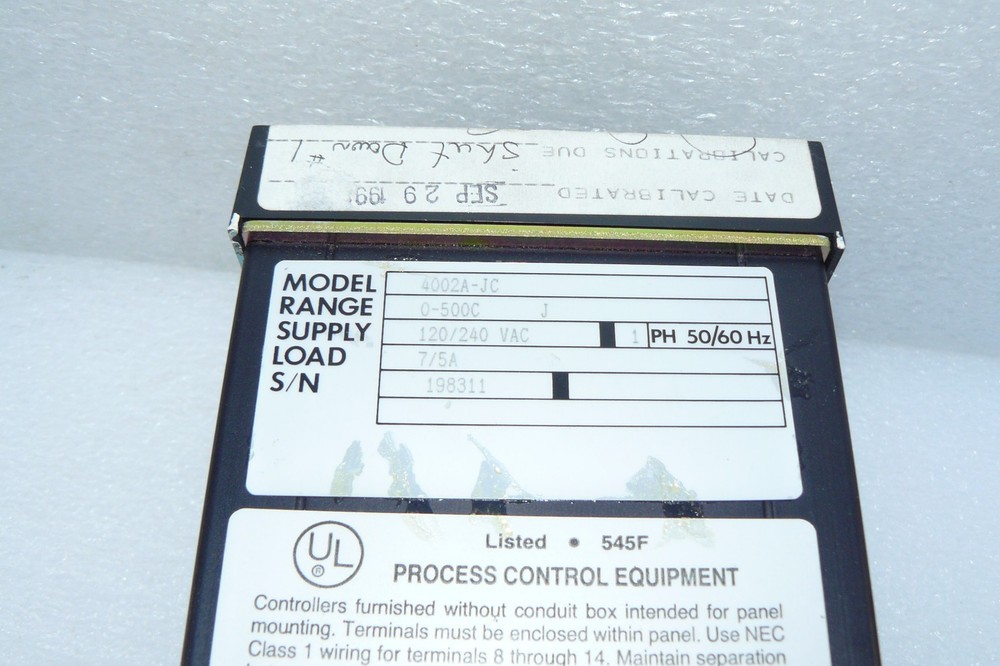 DATE CALIBRATED SEP 29 199
CALIBRATIONS DUE Shut Down #1
MODEL 4002A-JC
RANGE 0-500C J
SUPPLY 120/240 VAC 1 PH 50/60 Hz
LOAD 7/5A
S/N 198311
UL ®
Listed • 545F
PROCESS CONTROL EQUIPMENT
Controllers furnished without conduit box intended for panel
mounting. Terminals must be enclosed within panel. Use NEC
Class 1 wiring for terminals 8 through 14. Maintain separation